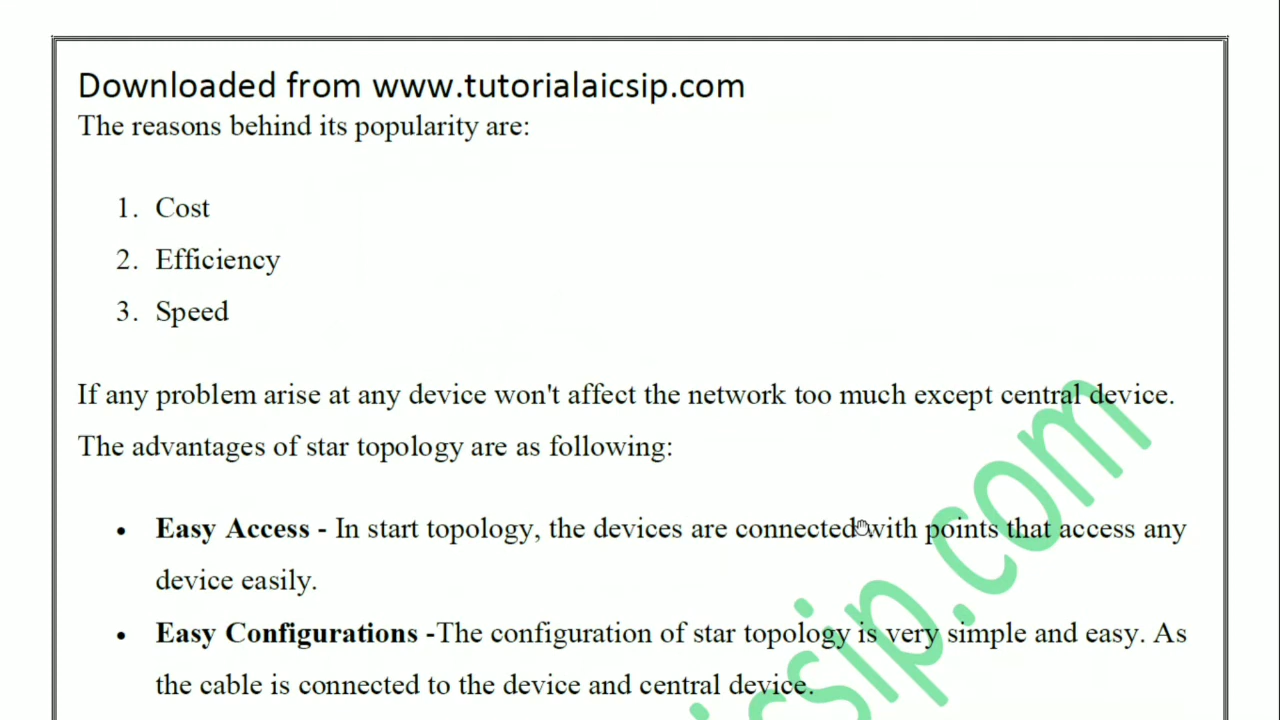 Downloaded from www.tutorialaicsip.com
The reasons behind its popularity are:
1. Cost
2. Efficiency
3. Speed
If any problem arise at any device won't affect the network too much except central device.
The advantages of star topology are as following:
• Easy Access - In start topology, the devices are connected with points that access any
device easily.
• Easy Configurations -The configuration of star topology is very simple and easy. As
the cable is connected to the device and central device.
icsip.com